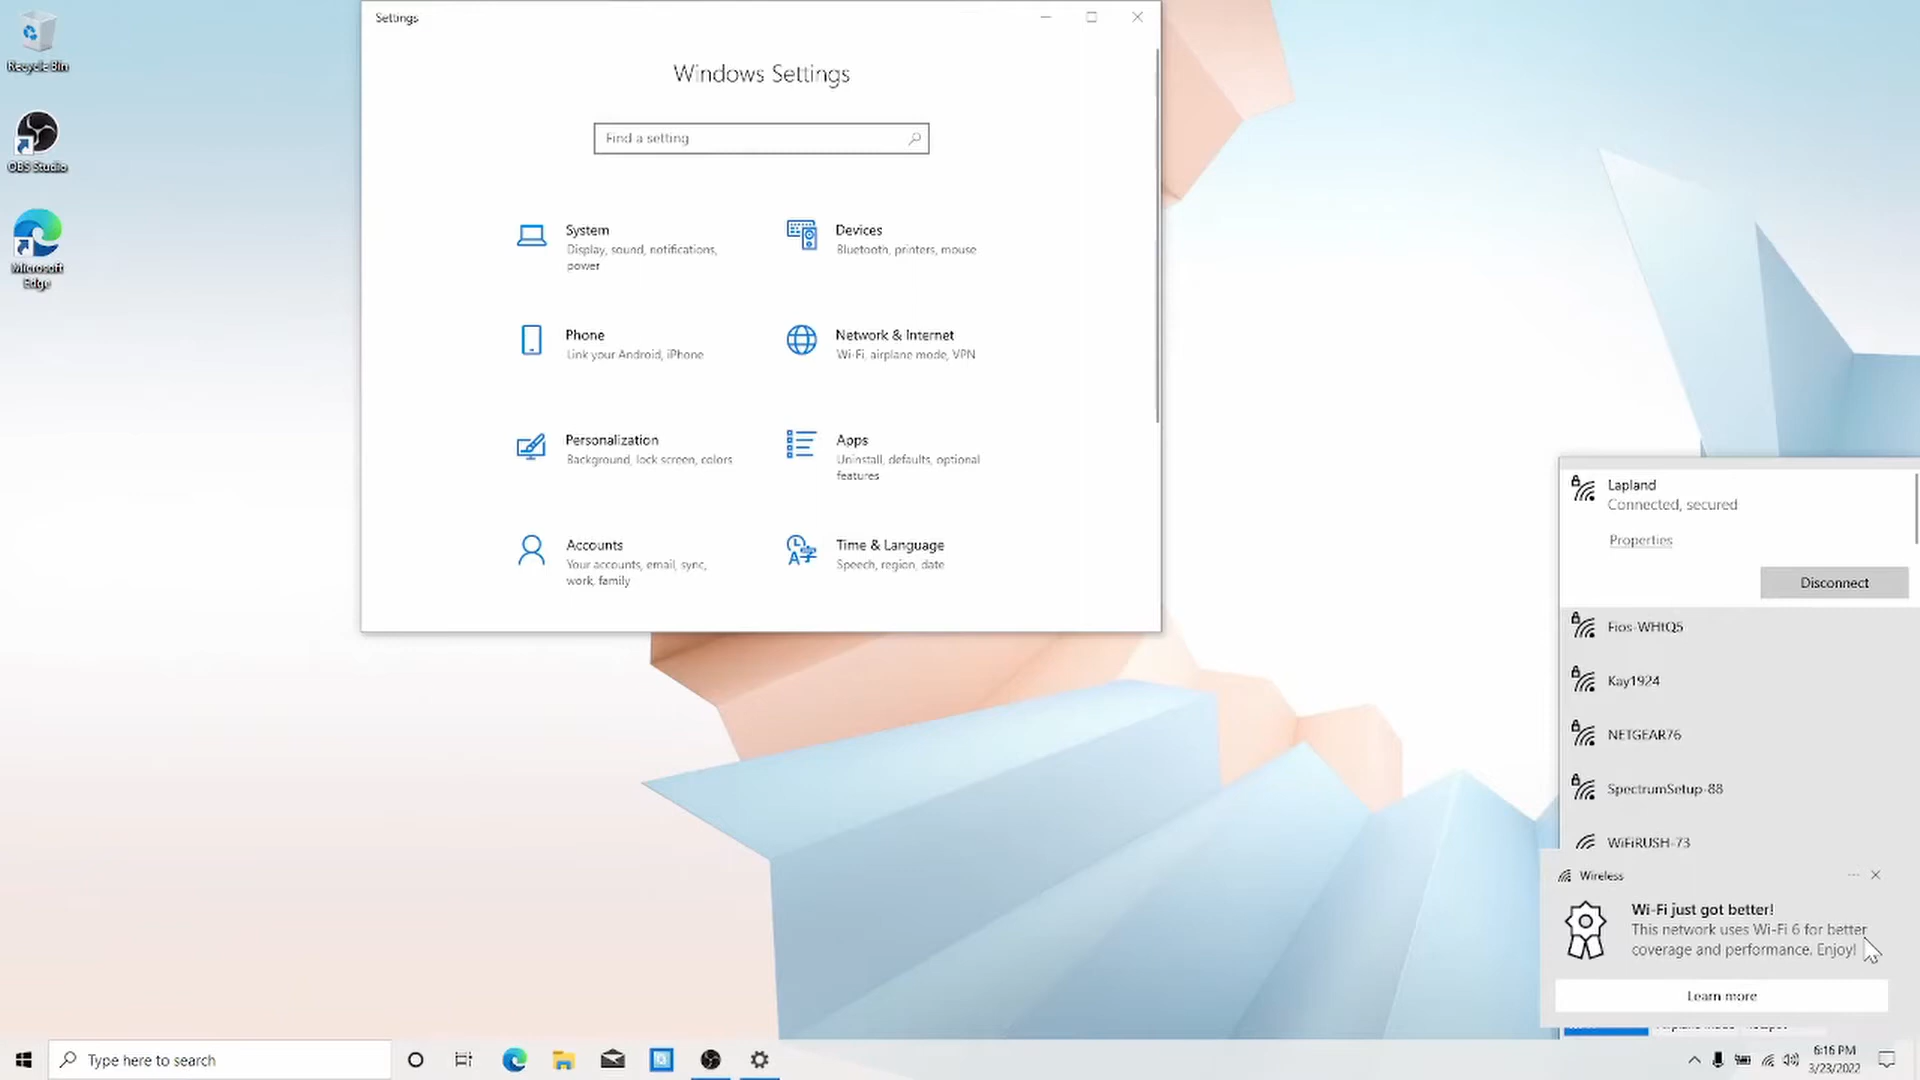 Recycle Bin
OBS Studio
Microsoft
Edge
Settings
Windows Settings
Find a setting
System
Display, sound, notifications,
power
Devices
Bluetooth, printers, mouse
Phone
Link your Android, iPhone
Network & Internet
Wi-Fi, airplane mode, VPN
Personalization
Background, lock screen, colors
Apps
Uninstall, defaults, optional
features
Accounts
Your accounts, email, sync,
work, family
Time & Language
Speech, region, date
Lapland
Connected, secured
Properties
Disconnect
Fios-WHtQ5
Kay1924
NETGEAR76
SpectrumSetup-88
WiFiRUSH-73
Wireless
Wi-Fi just got better!
This network uses Wi-Fi 6 for better
coverage and performance. Enjoy!
Learn more
Type here to search
6:16 PM
3/23/2022